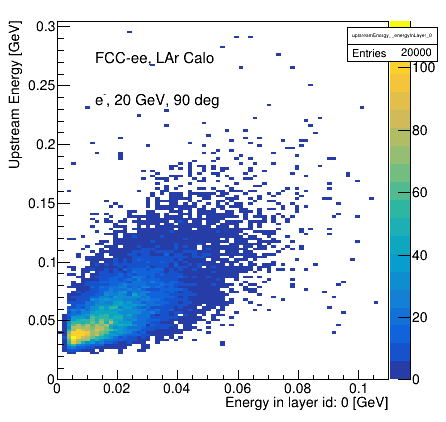 upstreamEnergy_energyInLayer_0
Entries 20000
FCC-ee, LAr Calo
e-, 20 GeV, 90 deg
Upstream Energy [GeV]
0.3
0.25
0.2
0.15
0.1
0.05
0
0 0.02 0.04 0.06 0.08 0.1
Energy in layer id: 0 [GeV]
100
80
60
40
20
0